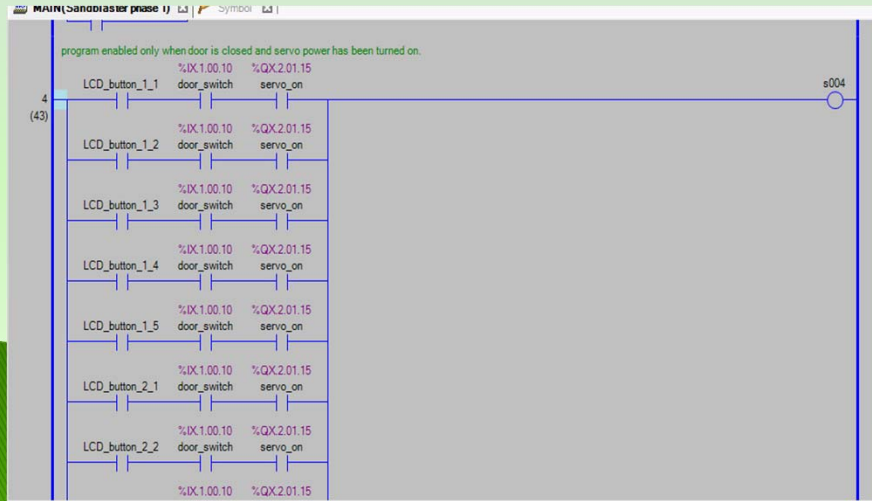 MAIN(Sandblaster phase 1)
Symbol
program enabled only when door is closed and servo power has been turned on.
%IX.1.00.10 %QX.2.01.15
LCD_button_1_1 door_switch servo_on s004
4
(43)
%IX.1.00.10 %QX.2.01.15
LCD_button_1_2 door_switch servo_on
%IX.1.00.10 %QX.2.01.15
LCD_button_1_3 door_switch servo_on
%IX.1.00.10 %QX.2.01.15
LCD_button_1_4 door_switch servo_on
%IX.1.00.10 %QX.2.01.15
LCD_button_1_5 door_switch servo_on
%IX.1.00.10 %QX.2.01.15
LCD_button_2_1 door_switch servo_on
%IX.1.00.10 %QX.2.01.15
LCD_button_2_2 door_switch servo_on
%IX.1.00.10 %QX.2.01.15